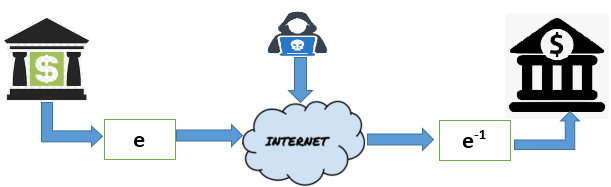 $
$
e
INTERNET
e⁻¹